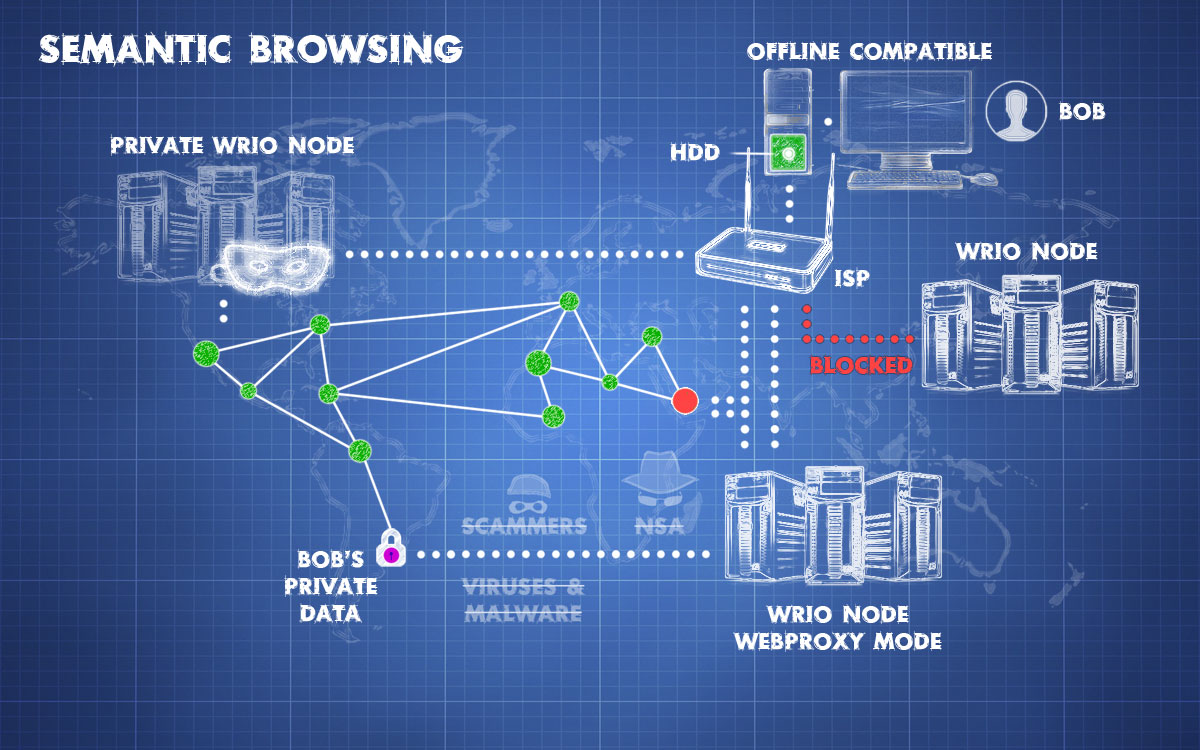 SEMANTIC BROWSING
OFFLINE COMPATIBLE
BOB
PRIVATE WRIO NODE
HDD
WRIO NODE
ISP
BLOCKED
SCAMMERS
NSA
BOB'S
PRIVATE
DATA
VIRUSES &
MALWARE
WRIO NODE
WEBPROXY MODE